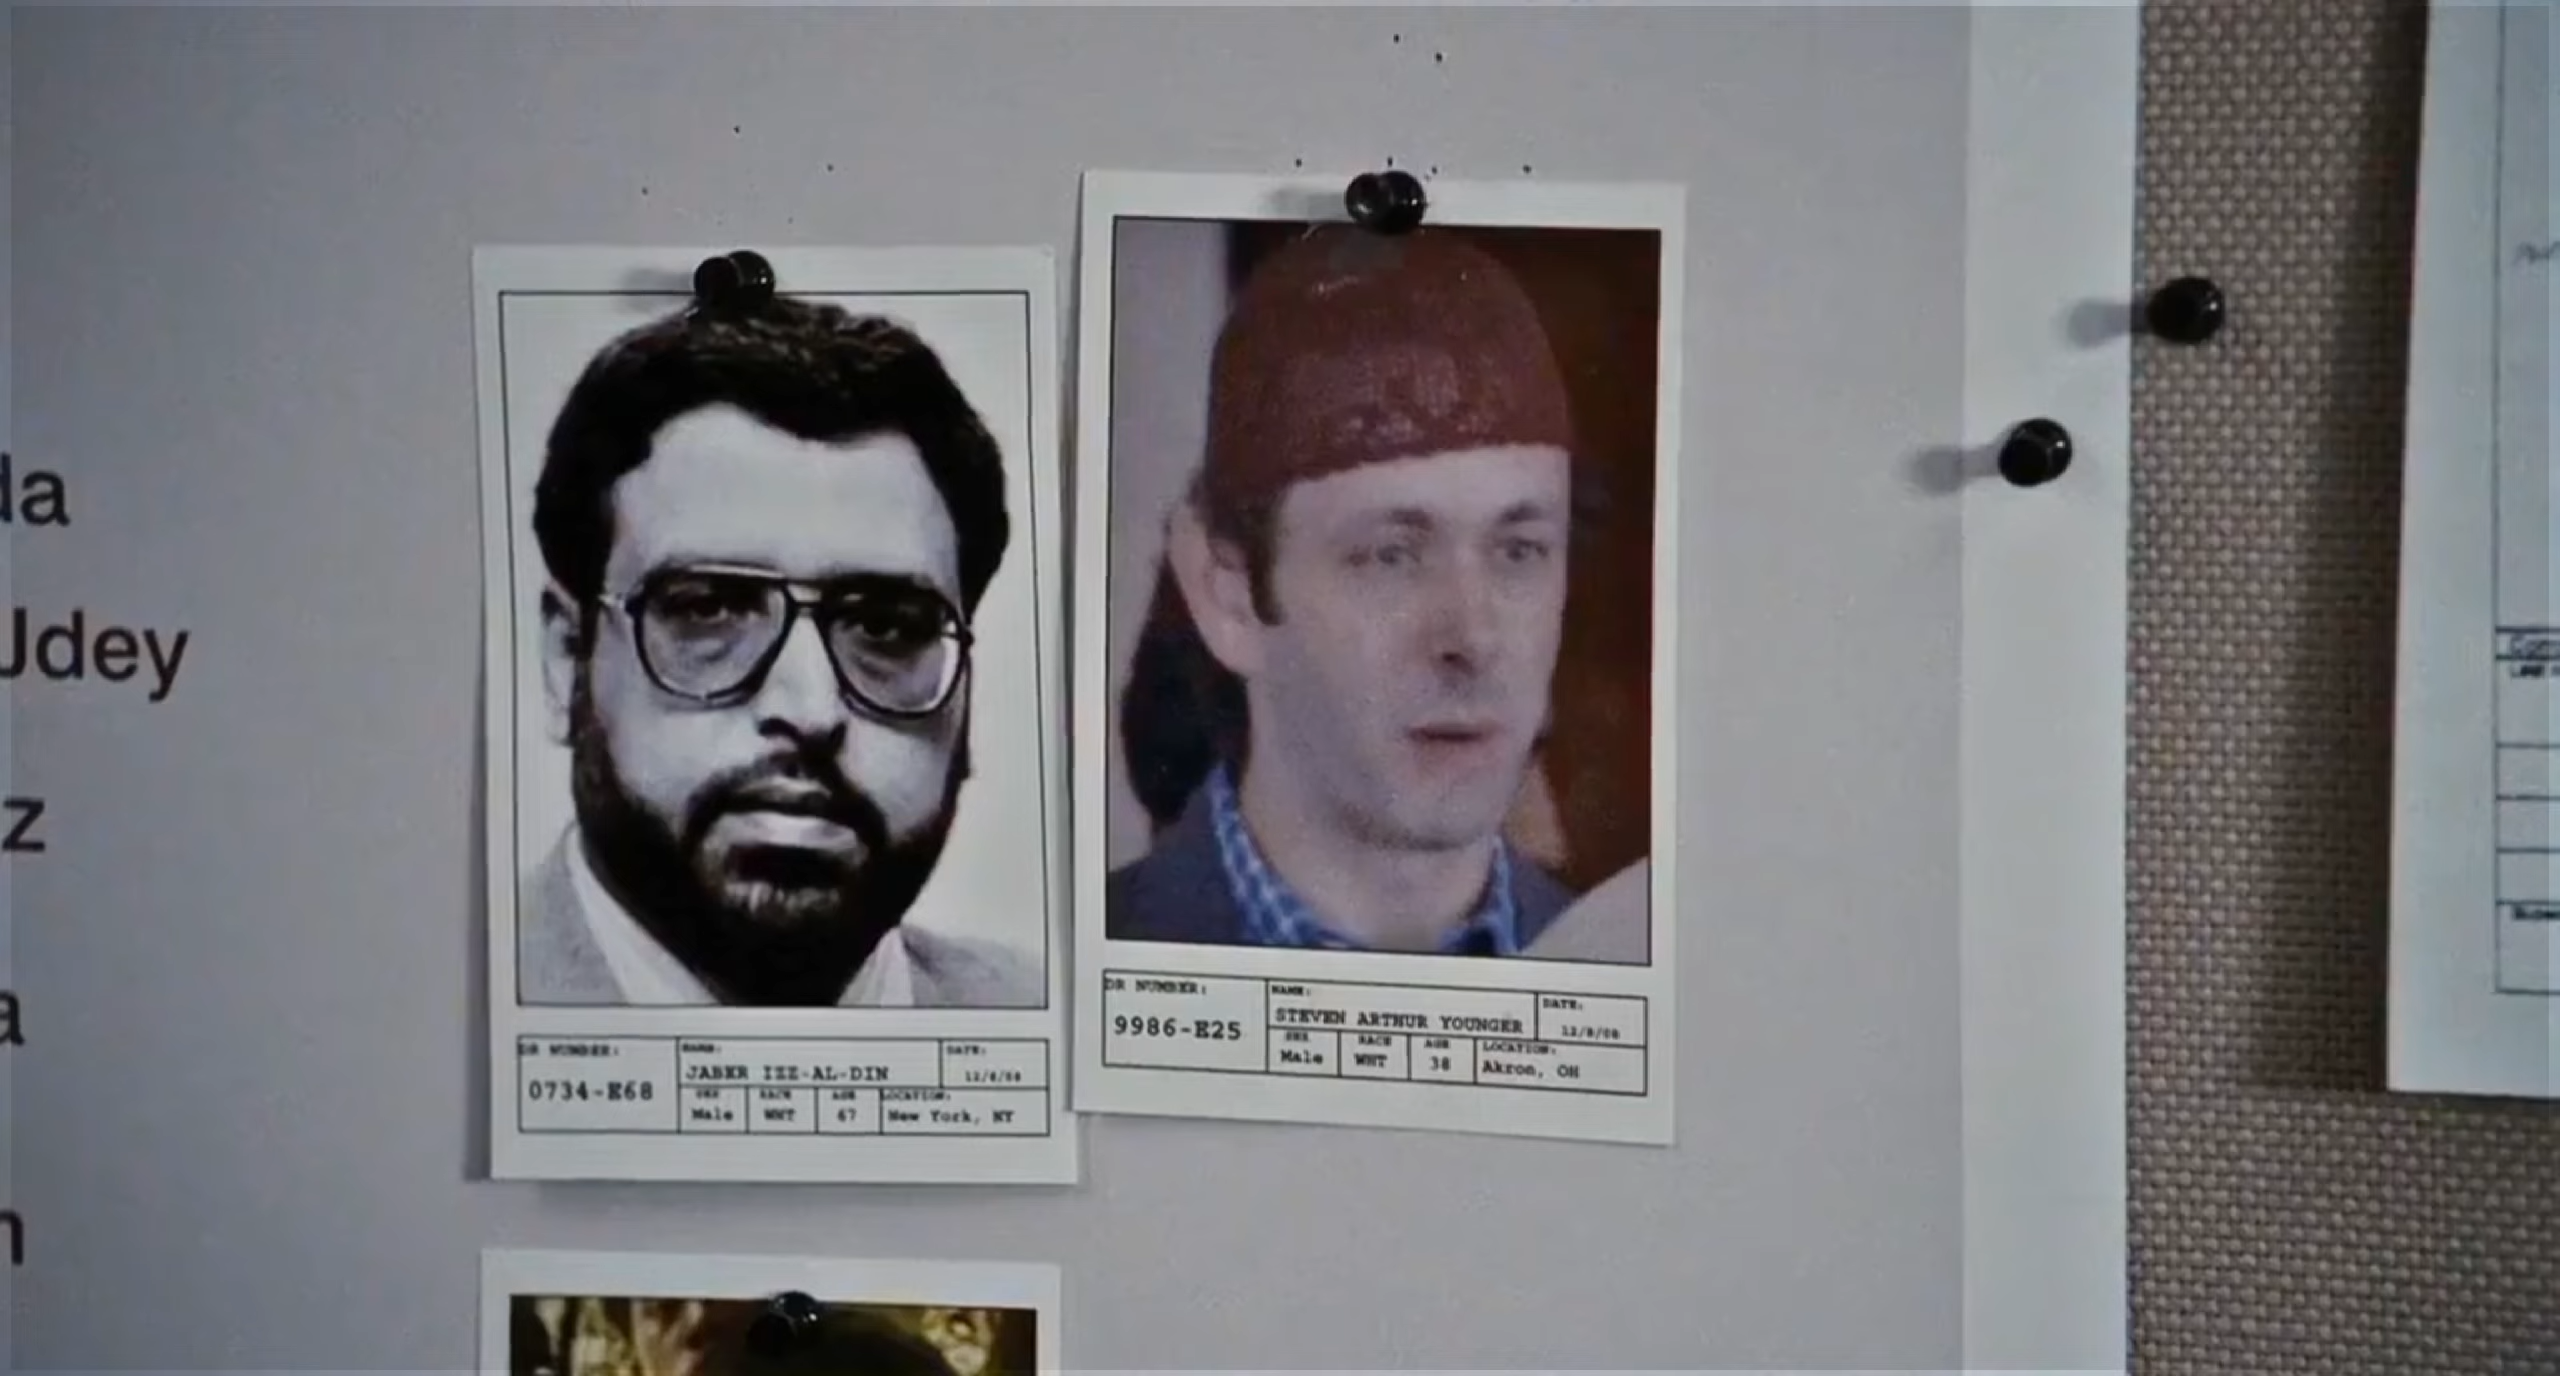 da
Jdey
z
a
n
DR NUMBER:
0734-E68
NAME:
JABER IZZ-AL-DIN
DATE:
12/8/08
SEX
Male
RACE
WHT
AGE
67
LOCATION:
New York, NY
DR NUMBER:
9986-E25
NAME:
STEVEN ARTHUR YOUNGER
DATE:
12/8/08
SEX
Male
RACE
WHT
AGE
38
LOCATION:
Akron, OH